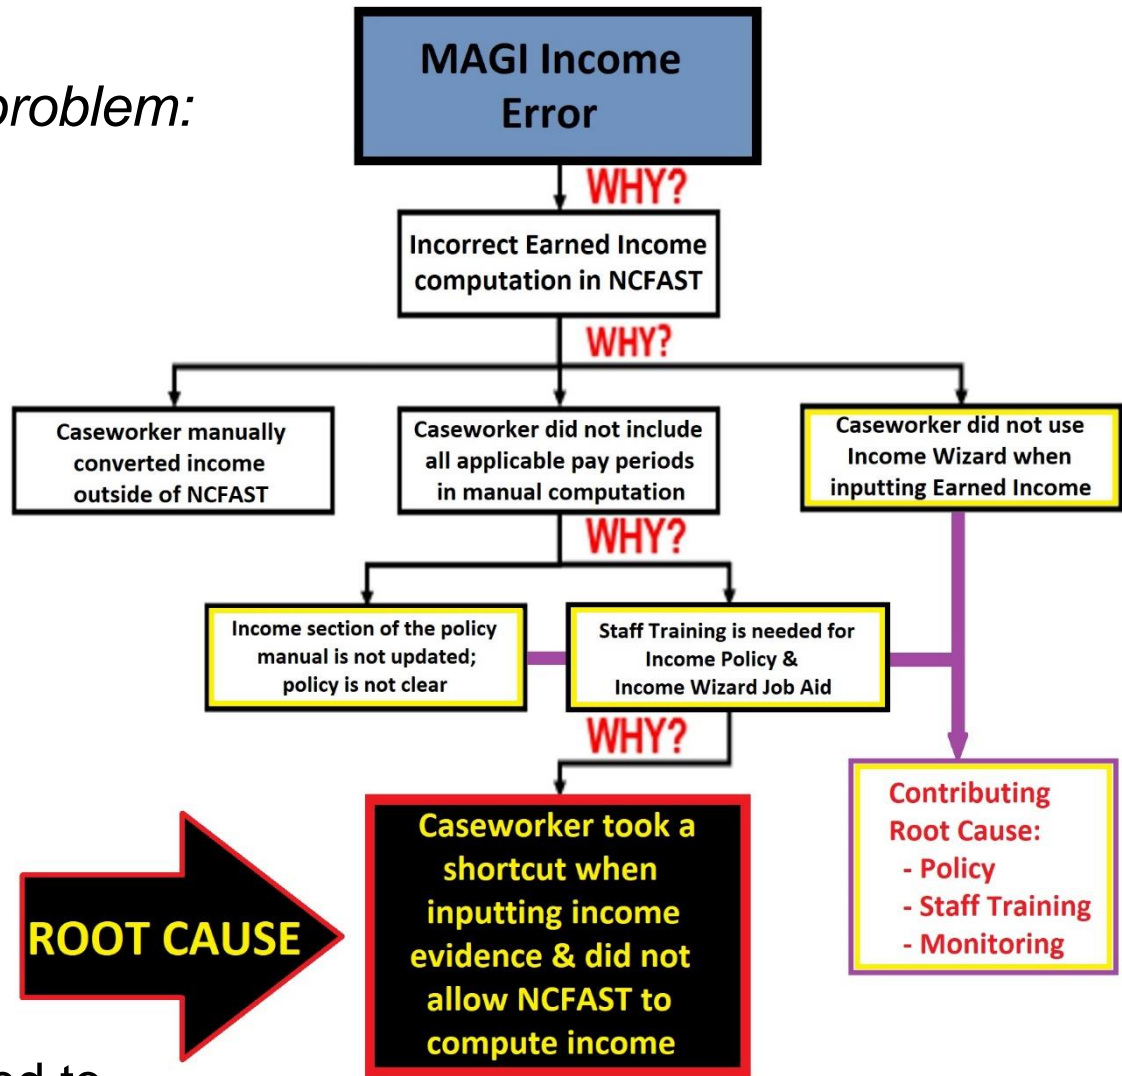 problem:
MAGI Income
Error
WHY?
Incorrect Earned Income
computation in NCFAST
WHY?
Caseworker manually
converted income
outside of NCFAST
Caseworker did not include
all applicable pay periods
in manual computation
Caseworker did not use
Income Wizard when
inputting Earned Income
WHY?
Income section of the policy
manual is not updated;
policy is not clear
Staff Training is needed for
Income Policy &
Income Wizard Job Aid
WHY?
ROOT CAUSE
Caseworker took a
shortcut when
inputting income
evidence & did not
allow NCFAST to
compute income
Contributing
Root Cause:
- Policy
- Staff Training
- Monitoring